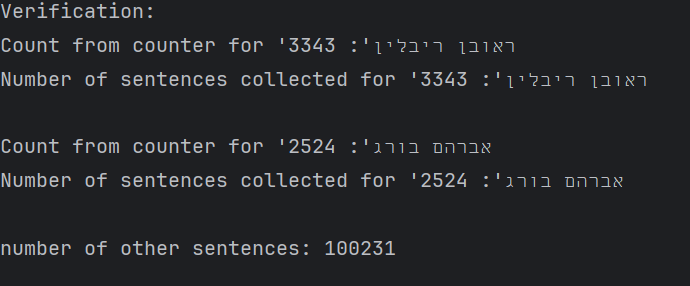 Verification:
Count from counter for 'ראובן ריבלין': 3343
Number of sentences collected for 'ראובן ריבלין': 3343
Count from counter for 'אברהם בורג': 2524
Number of sentences collected for 'אברהם בורג': 2524
number of other sentences: 100231